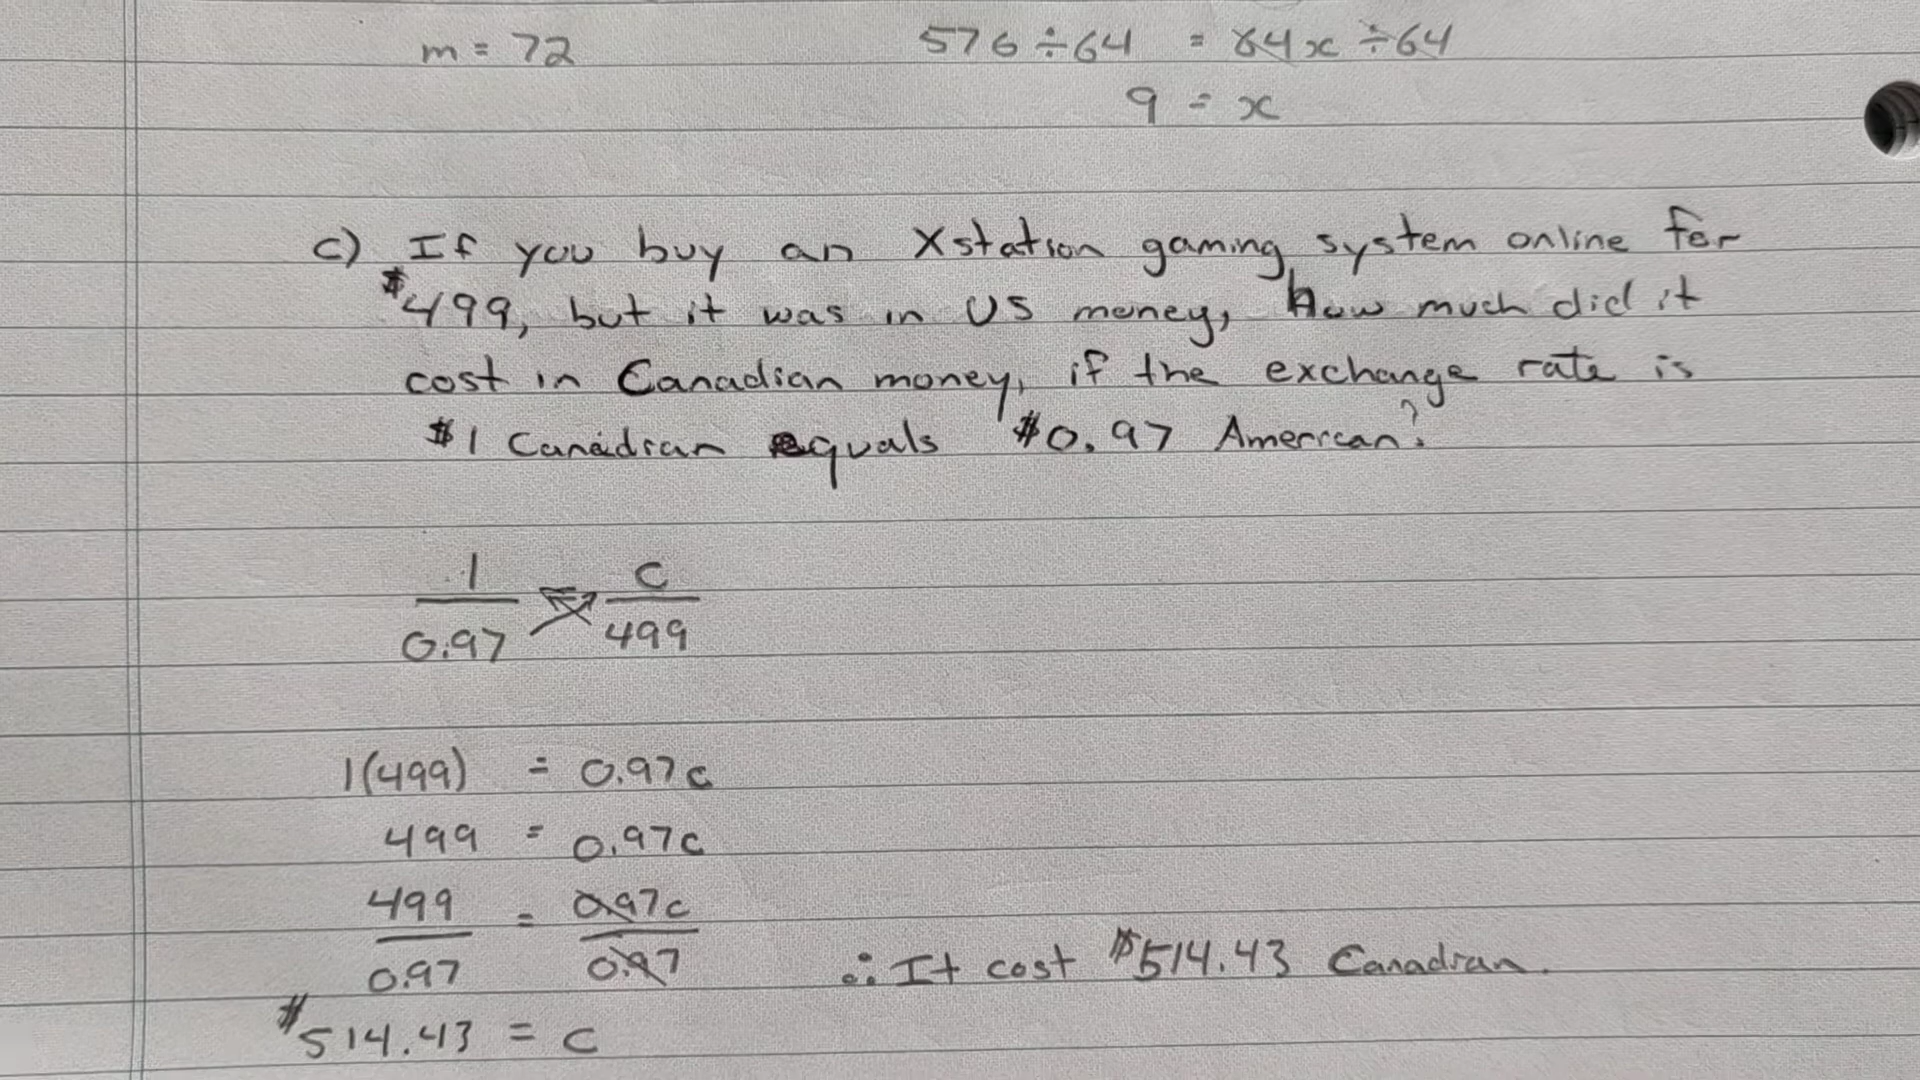 m = 72
576 ÷ 64 = 64x ÷ 64
9 = x
c) If you buy an Xstation gaming system online for
$499, but it was in US money, How much did it
cost in Canadian money, if the exchange rate is
$1 Canadian equals $0.97 American?
1 c
0.97 499
1(499) = 0.97c
499 = 0.97c
499 = 0.97c
0.97 0.97
∴ It cost $514.43 Canadian.
$514.43 = c